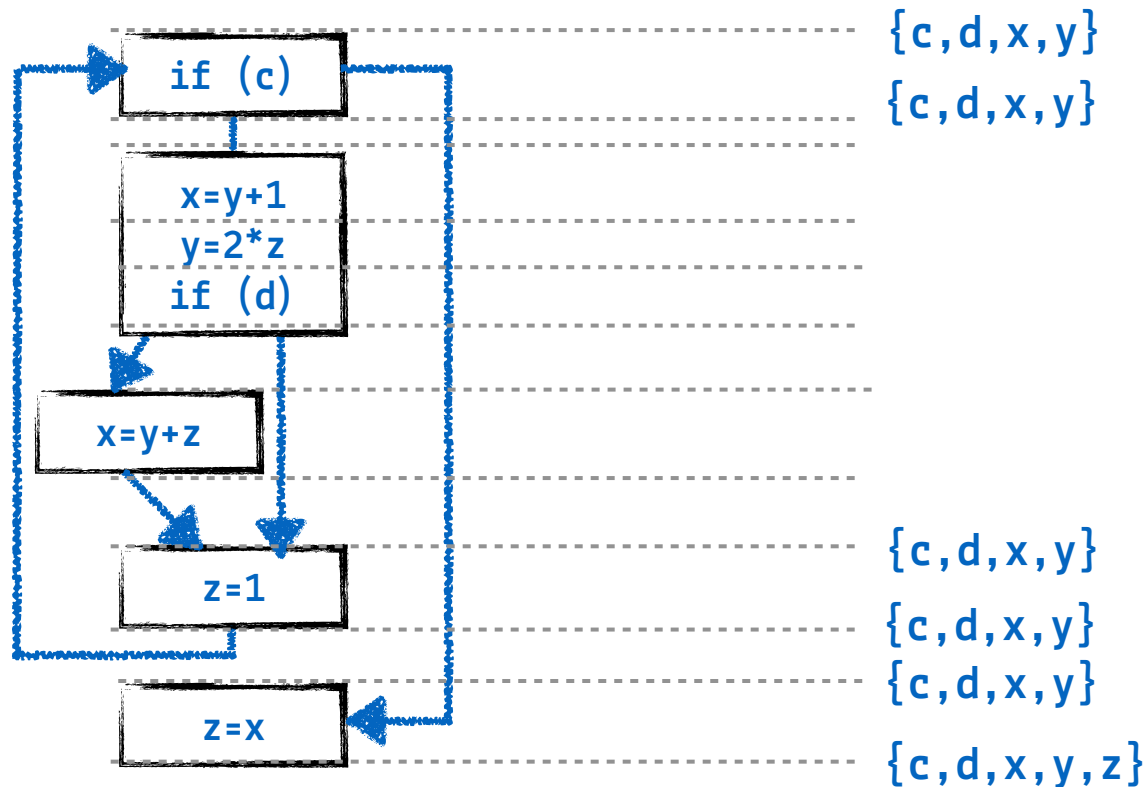 {c,d,x,y}
if (c)
{c,d,x,y}
x=y+1
y=2*z
if (d)
x=y+z
{c,d,x,y}
z=1
{c,d,x,y}
{c,d,x,y}
z=x
{c,d,x,y,z}